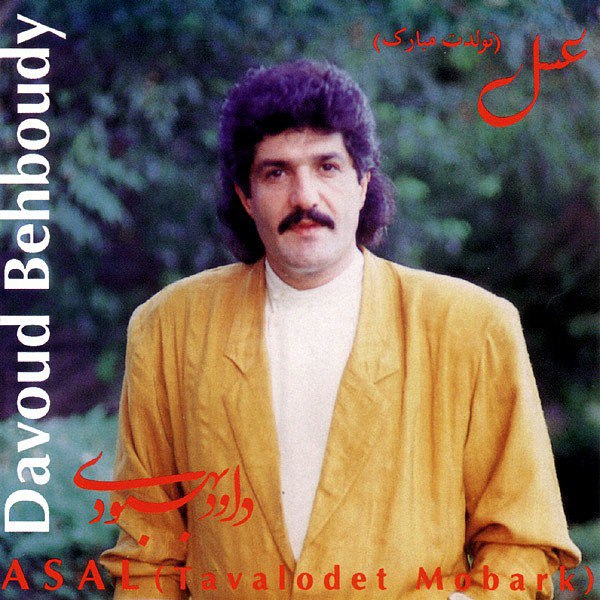 (تولدت مبارک)
عسل
Davoud Behboudy
داود بهبودی
ASAL (Tavalodet Mobark)